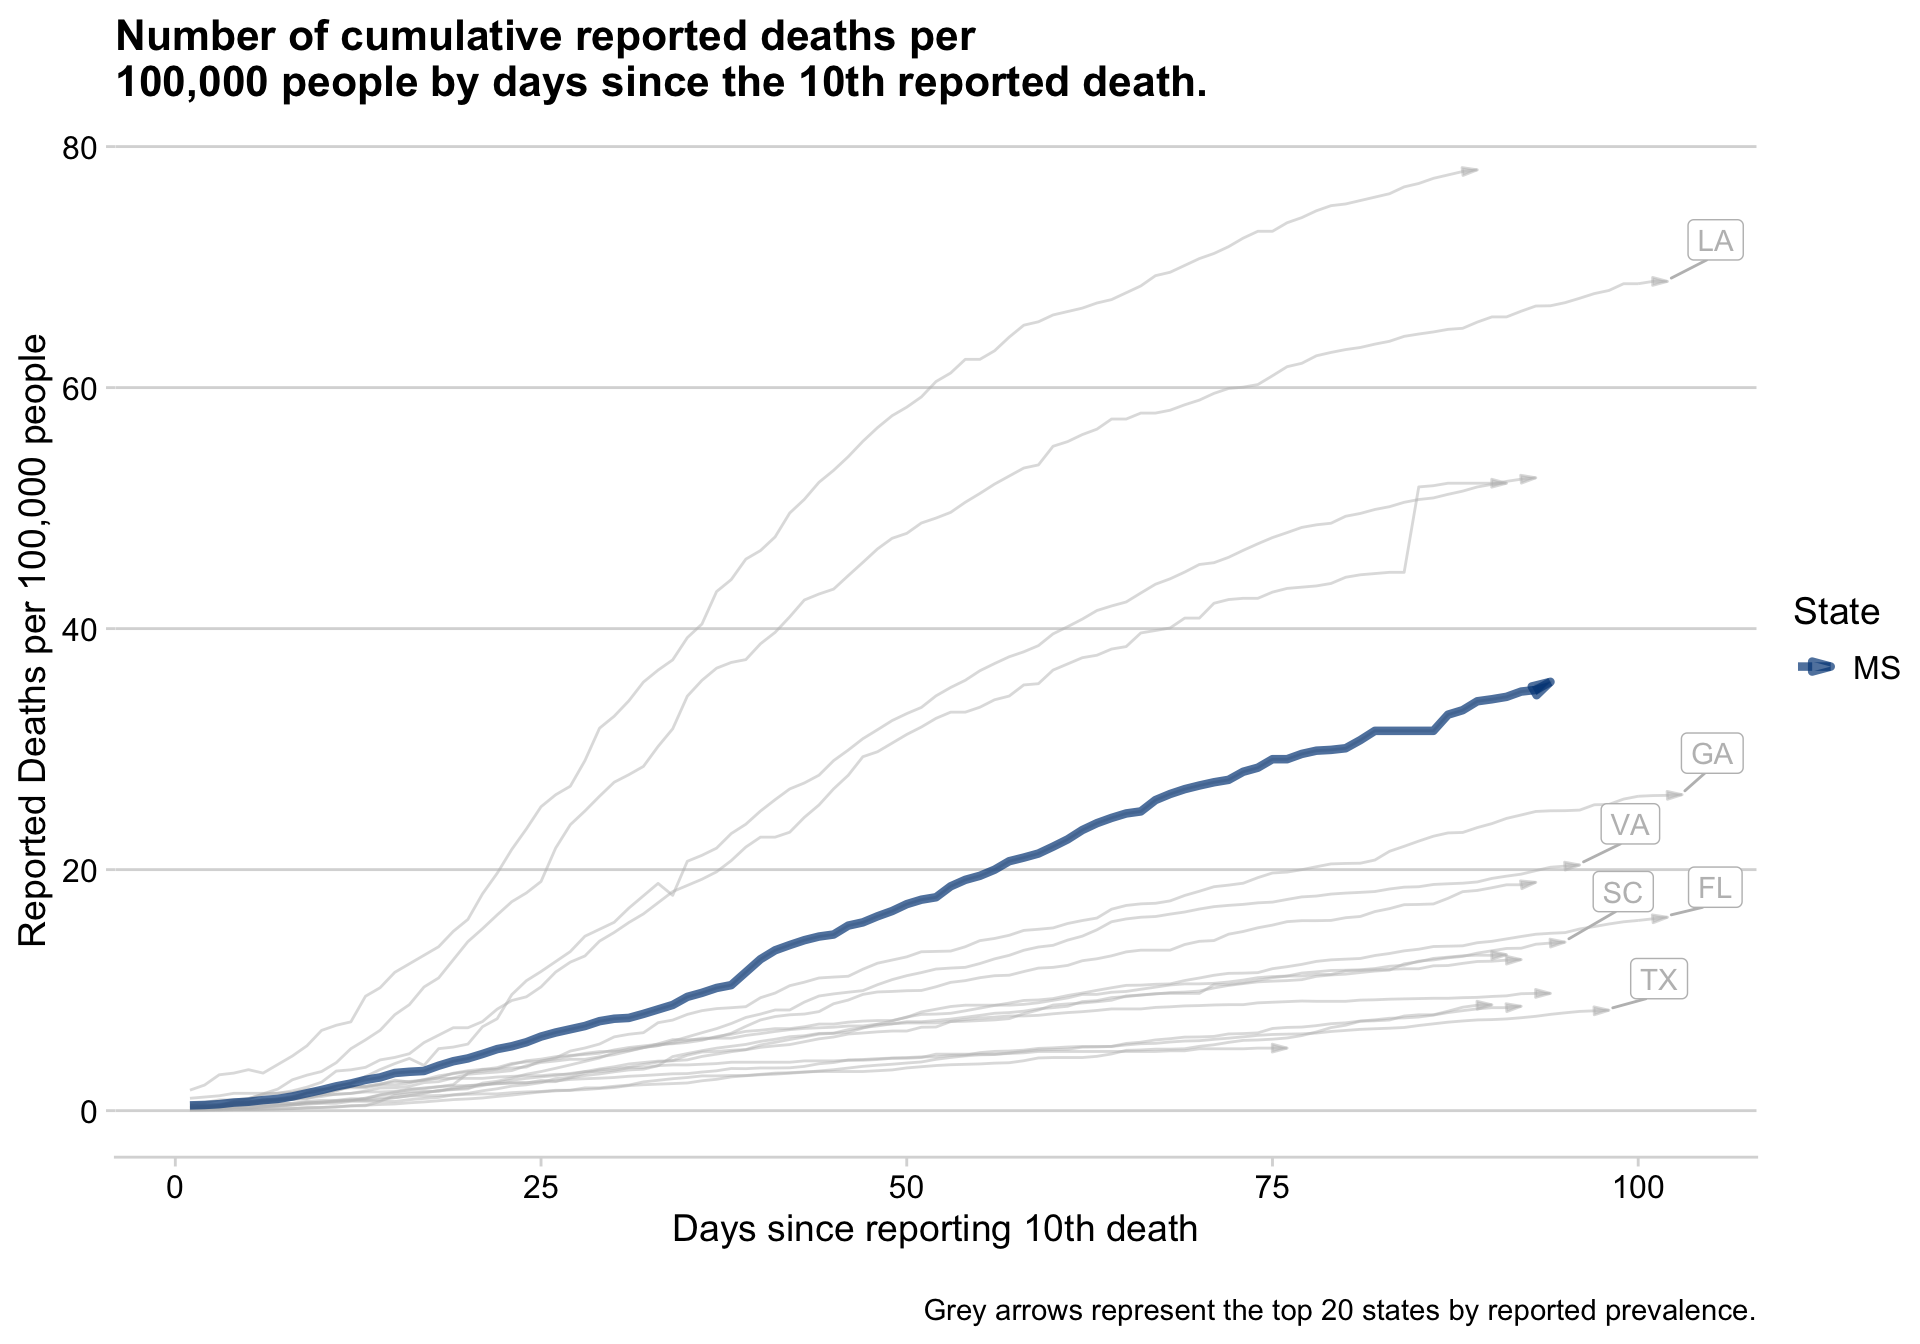 Number of cumulative reported deaths per
100,000 people by days since the 10th reported death.
Reported Deaths per 100,000 people
80
60
40
20
0
LA
GA
VA
SC
FL
TX
State
MS
0
25
50
75
100
Days since reporting 10th death
Grey arrows represent the top 20 states by reported prevalence.